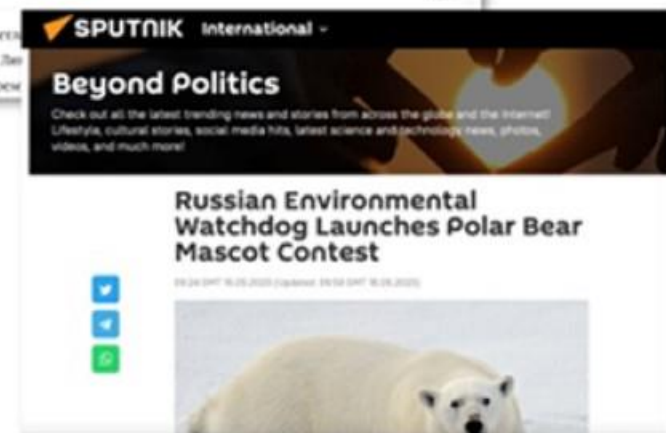 SPUTNIK International
Beyond Politics
Check out all the latest trending news and stories from across the globe and the Internet!
Lifestyle, cultural stories, social media hits, latest science and technology news, photos,
videos, and much more!
Russian Environmental
Watchdog Launches Polar Bear
Mascot Contest